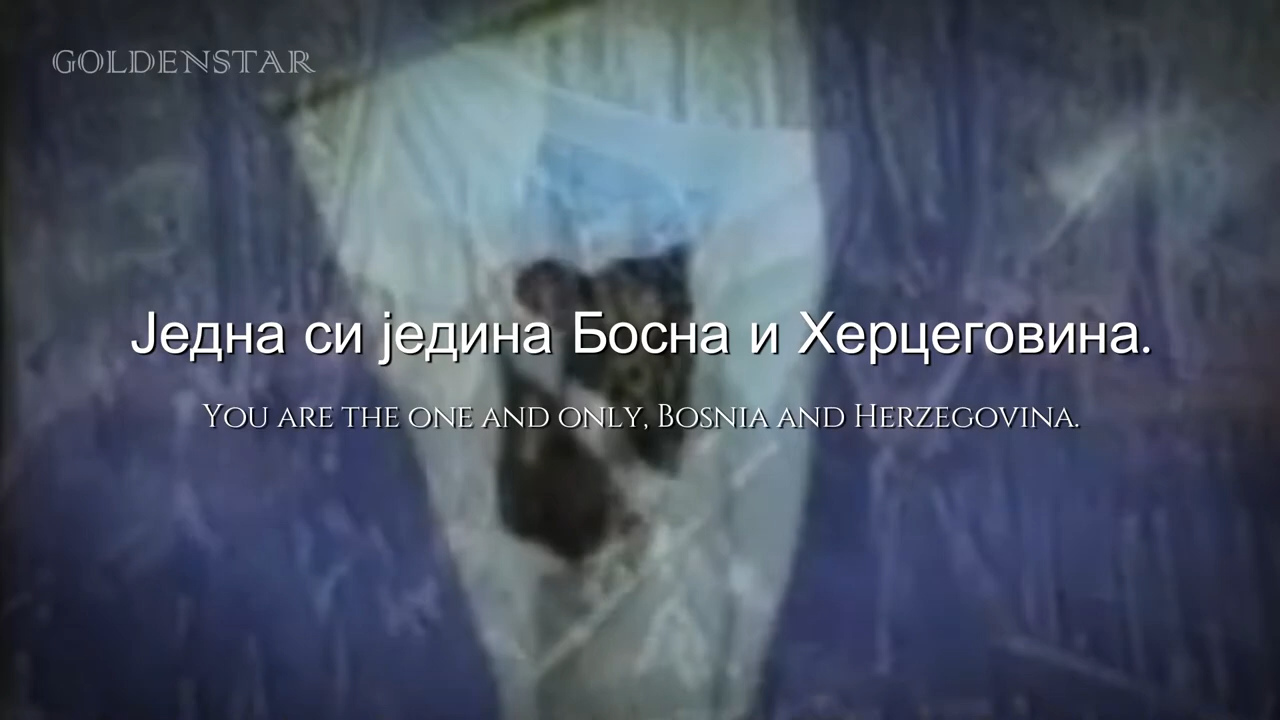 GOLDENSTAR
Једна си једина Босна и Херцеговина.
You are the one and only, Bosnia and Herzegovina.